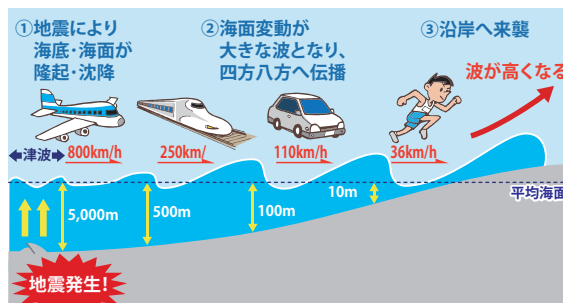 ①地震により
海底・海面が
隆起・沈降
②海面変動が
大きな波となり、
四方八方へ伝播
③沿岸へ来襲
波が高くなる
津波
800km/h
250km/
110km/h
36km/h
平均海面
5,000m
500m
100m
10m
地震発生!